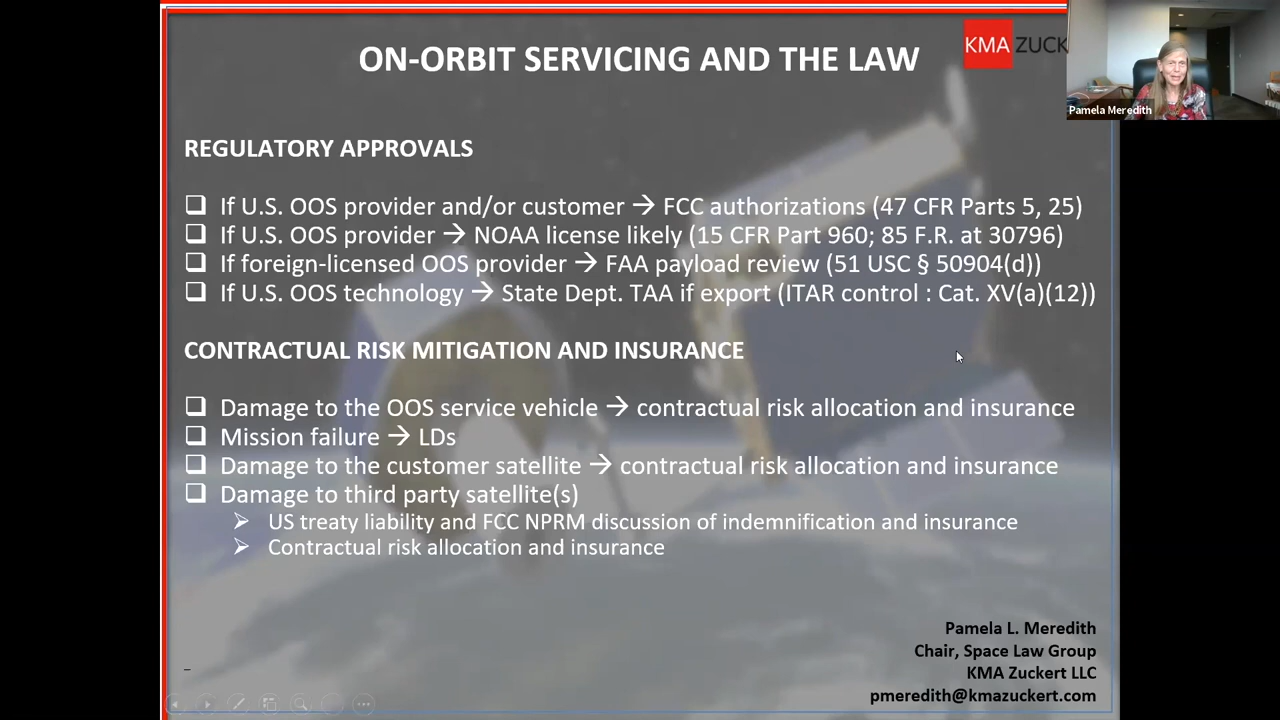 ON-ORBIT SERVICING AND THE LAW
KMA ZUCK
Pamela Meredith
REGULATORY APPROVALS
If U.S. OOS provider and/or customer → FCC authorizations (47 CFR Parts 5, 25)
If U.S. OOS provider → NOAA license likely (15 CFR Part 960; 85 F.R. at 30796)
If foreign-licensed OOS provider → FAA payload review (51 USC § 50904(d))
If U.S. OOS technology → State Dept. TAA if export (ITAR control : Cat. XV(a)(12))
CONTRACTUAL RISK MITIGATION AND INSURANCE
Damage to the OOS service vehicle → contractual risk allocation and insurance
Mission failure → LDs
Damage to the customer satellite → contractual risk allocation and insurance
Damage to third party satellite(s)
US treaty liability and FCC NPRM discussion of indemnification and insurance
Contractual risk allocation and insurance
Pamela L. Meredith
Chair, Space Law Group
KMA Zuckert LLC
pmeredith@kmazuckert.com